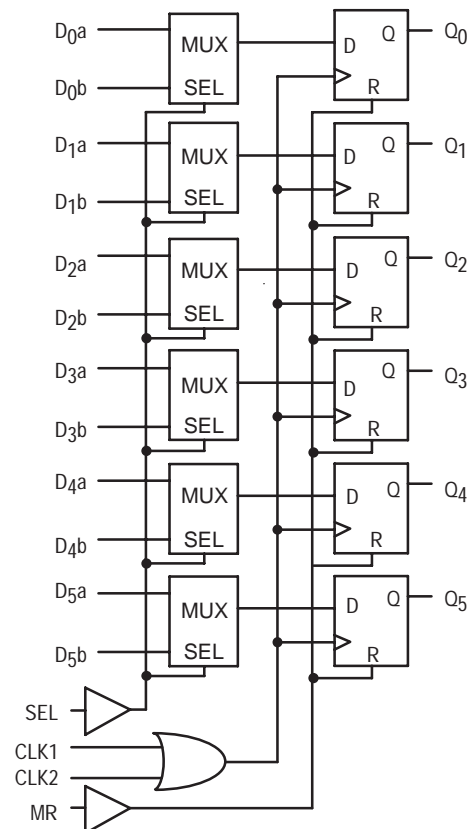 D0a MUX D Q Q0
D0b SEL R
D1a MUX D Q Q1
D1b SEL R
D2a MUX D Q Q2
D2b SEL R
D3a MUX D Q Q3
D3b SEL R
D4a MUX D Q Q4
D4b SEL R
D5a MUX D Q Q5
D5b SEL R
SEL
CLK1
CLK2
MR